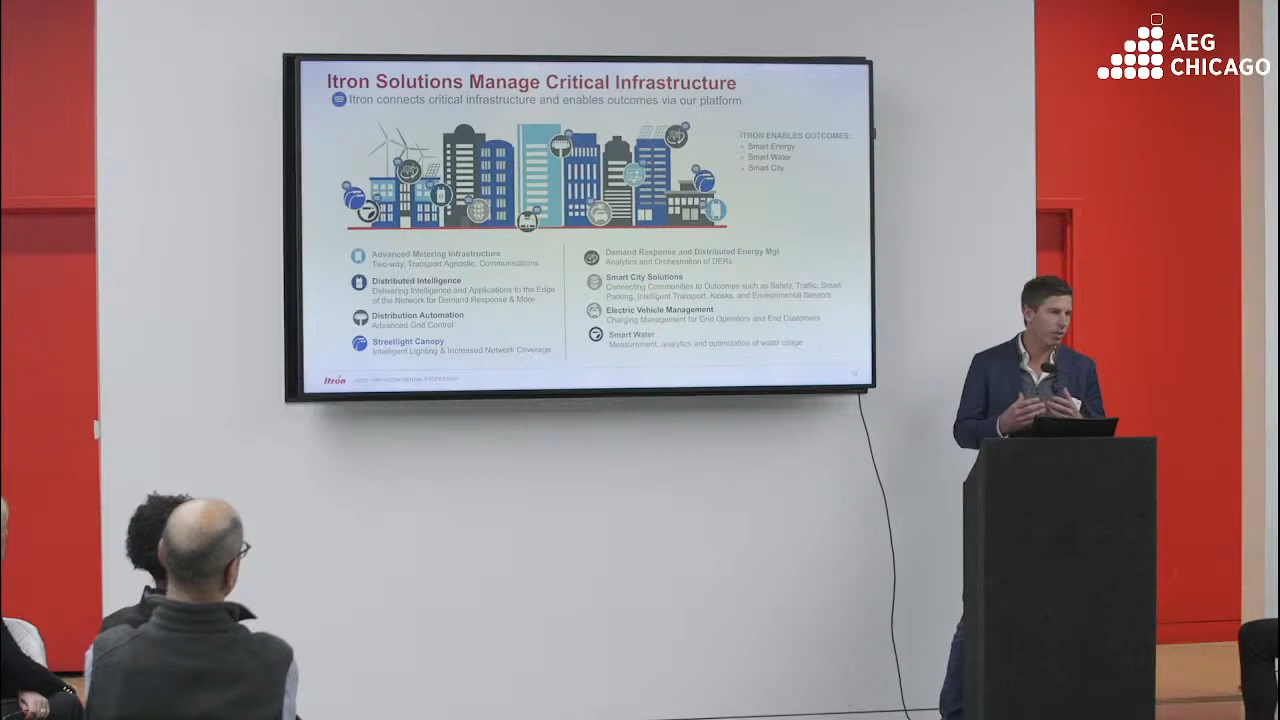 AEG
CHICAGO
Itron Solutions Manage Critical Infrastructure
Itron connects critical infrastructure and enables outcomes via our platform
ITRON ENABLES OUTCOMES:
Smart Energy
Smart Water
Smart City
Advanced Metering Infrastructure
Two-way, Transport Agnostic, Communications
Distributed Intelligence
Delivering Intelligence and Applications to the Edge
of the Network for Demand Response & More
Distribution Automation
Advanced Grid Control
Streetlight Canopy
Intelligent Lighting & Increased Network Coverage
Demand Response and Distributed Energy Mgt
Analytics and Orchestration of DERs
Smart City Solutions
Connecting Communities to Outcomes such as Safety, Traffic, Smart
Parking, Intelligent Transport, Kiosks, and Environmental Sensors
Electric Vehicle Management
Charging Management for Grid Operators and End Customers
Smart Water
Measurement, analytics and optimization of water usage
Itron